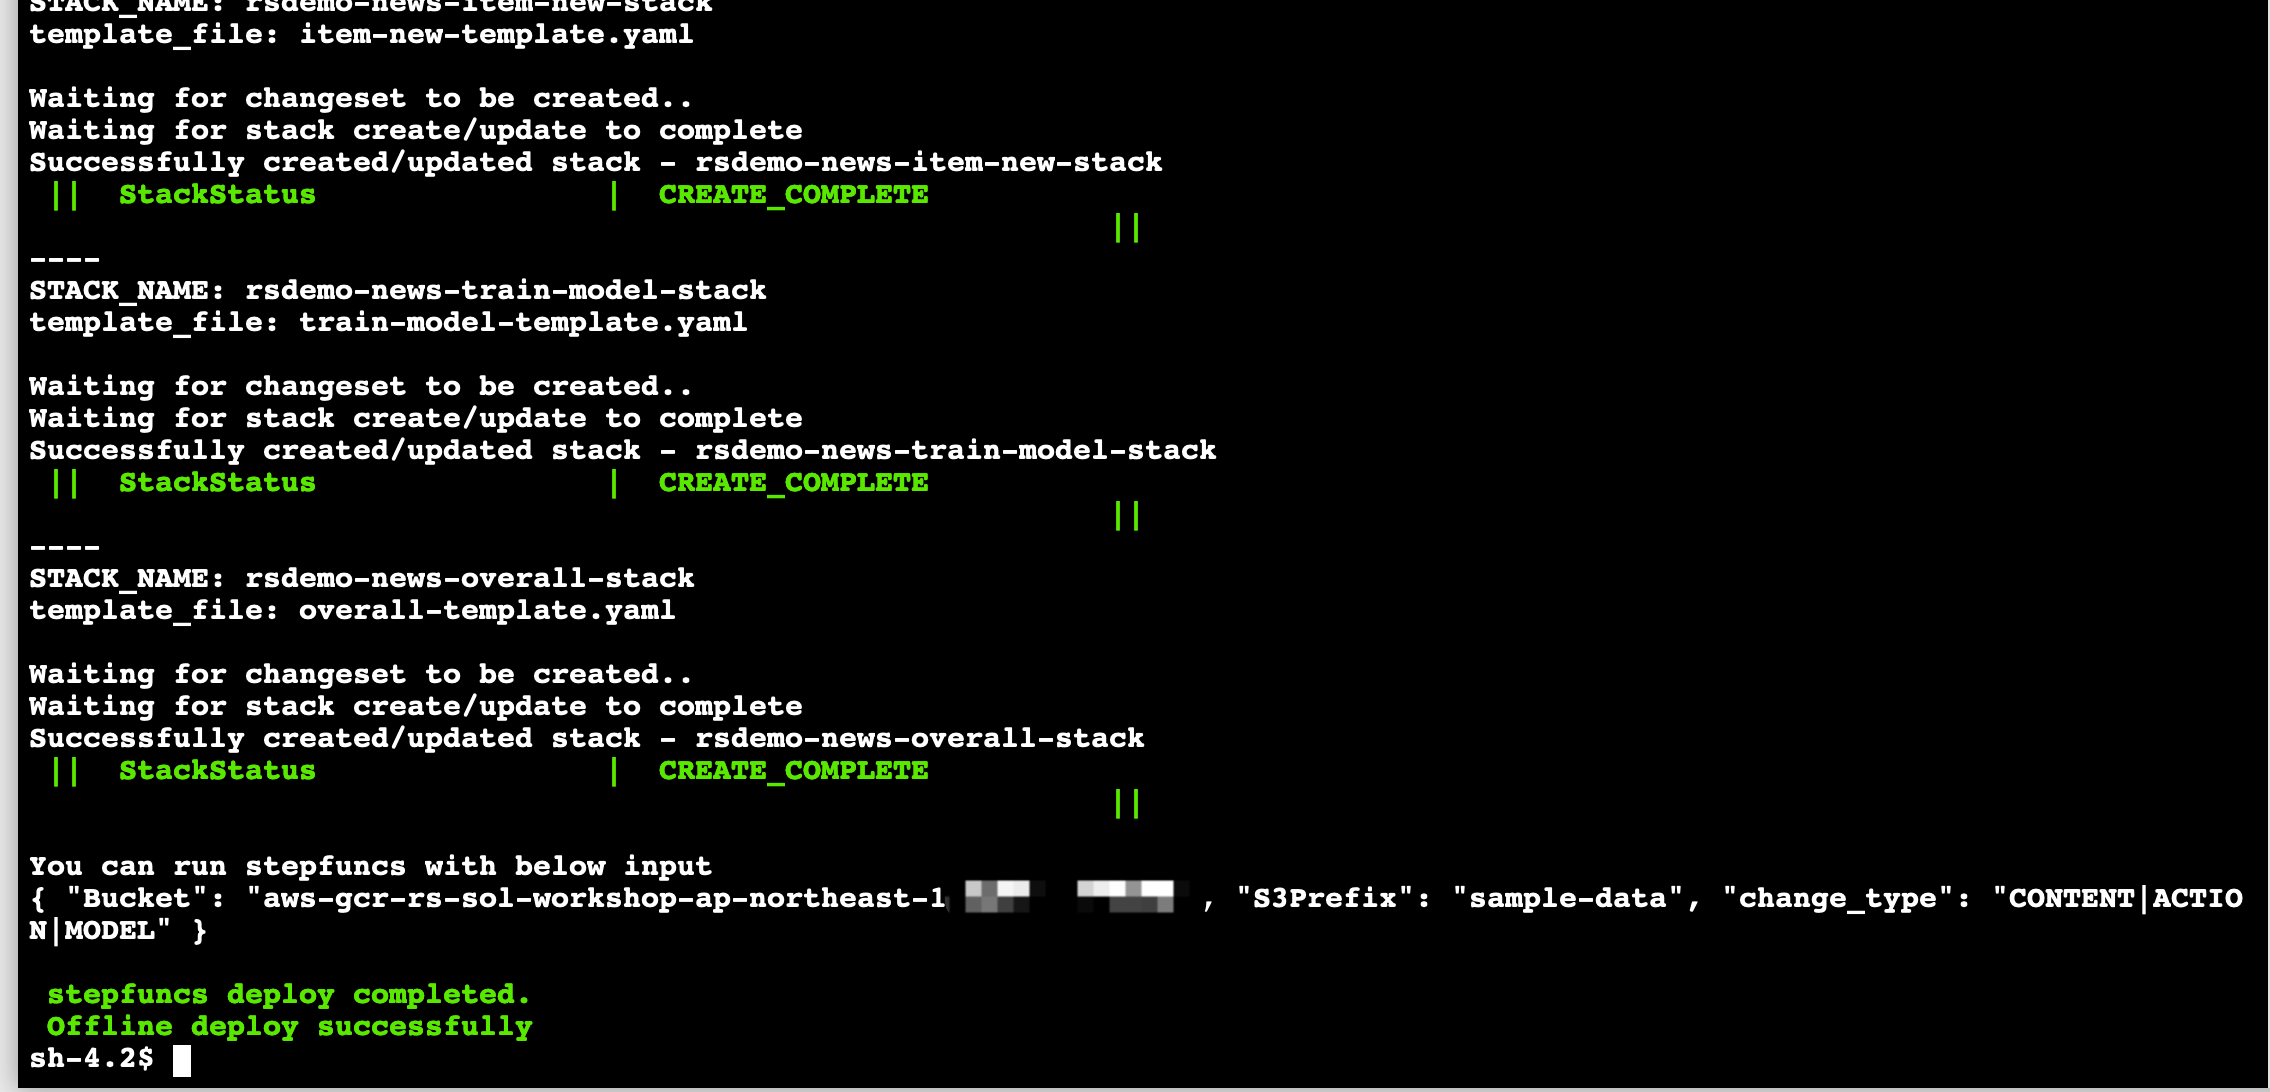 STACK_NAME: rsdemo-news-item-new-stack
template_file: item-new-template.yaml
Waiting for changeset to be created..
Waiting for stack create/update to complete
Successfully created/updated stack - rsdemo-news-item-new-stack
||  StackStatus                |  CREATE_COMPLETE
||
----
STACK_NAME: rsdemo-news-train-model-stack
template_file: train-model-template.yaml
Waiting for changeset to be created..
Waiting for stack create/update to complete
Successfully created/updated stack - rsdemo-news-train-model-stack
||  StackStatus                |  CREATE_COMPLETE
||
----
STACK_NAME: rsdemo-news-overall-stack
template_file: overall-template.yaml
Waiting for changeset to be created..
Waiting for stack create/update to complete
Successfully created/updated stack - rsdemo-news-overall-stack
||  StackStatus                |  CREATE_COMPLETE
||
You can run stepfuncs with below input
{ "Bucket": "aws-gcr-rs-sol-workshop-ap-northeast-1 , "S3Prefix": "sample-data", "change_type": "CONTENT|ACTIO
N|MODEL" }
stepfuncs deploy completed.
Offline deploy successfully
sh-4.2$